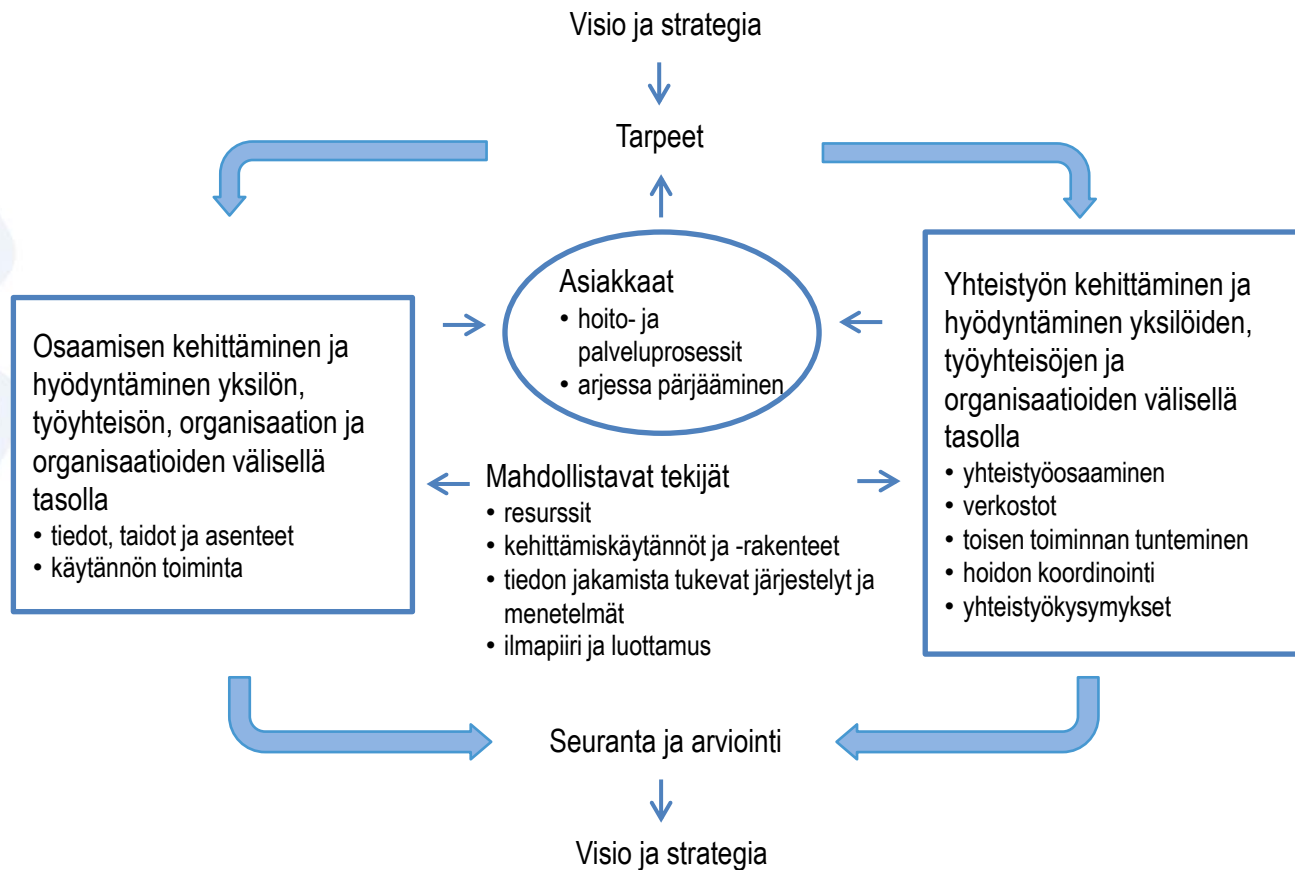 Visio ja strategia
Tarpeet
Osaamisen kehittäminen ja
hyödyntäminen yksilön,
työyhteisön, organisaation ja
organisaatioiden välisellä
tasolla
• tiedot, taidot ja asenteet
• käytännön toiminta
Asiakkaat
• hoito- ja
palveluprosessit
• arjessa pärjääminen
Mahdollistavat tekijät
• resurssit
• kehittämiskäytännöt ja -rakenteet
• tiedon jakamista tukevat järjestelyt ja
menetelmät
• ilmapiiri ja luottamus
Yhteistyön kehittäminen ja
hyödyntäminen yksilöiden,
työyhteisöjen ja
organisaatioiden välisellä
tasolla
• yhteistyöosaaminen
• verkostot
• toisen toiminnan tunteminen
• hoidon koordinointi
• yhteistyökysymykset
Seuranta ja arviointi
Visio ja strategia